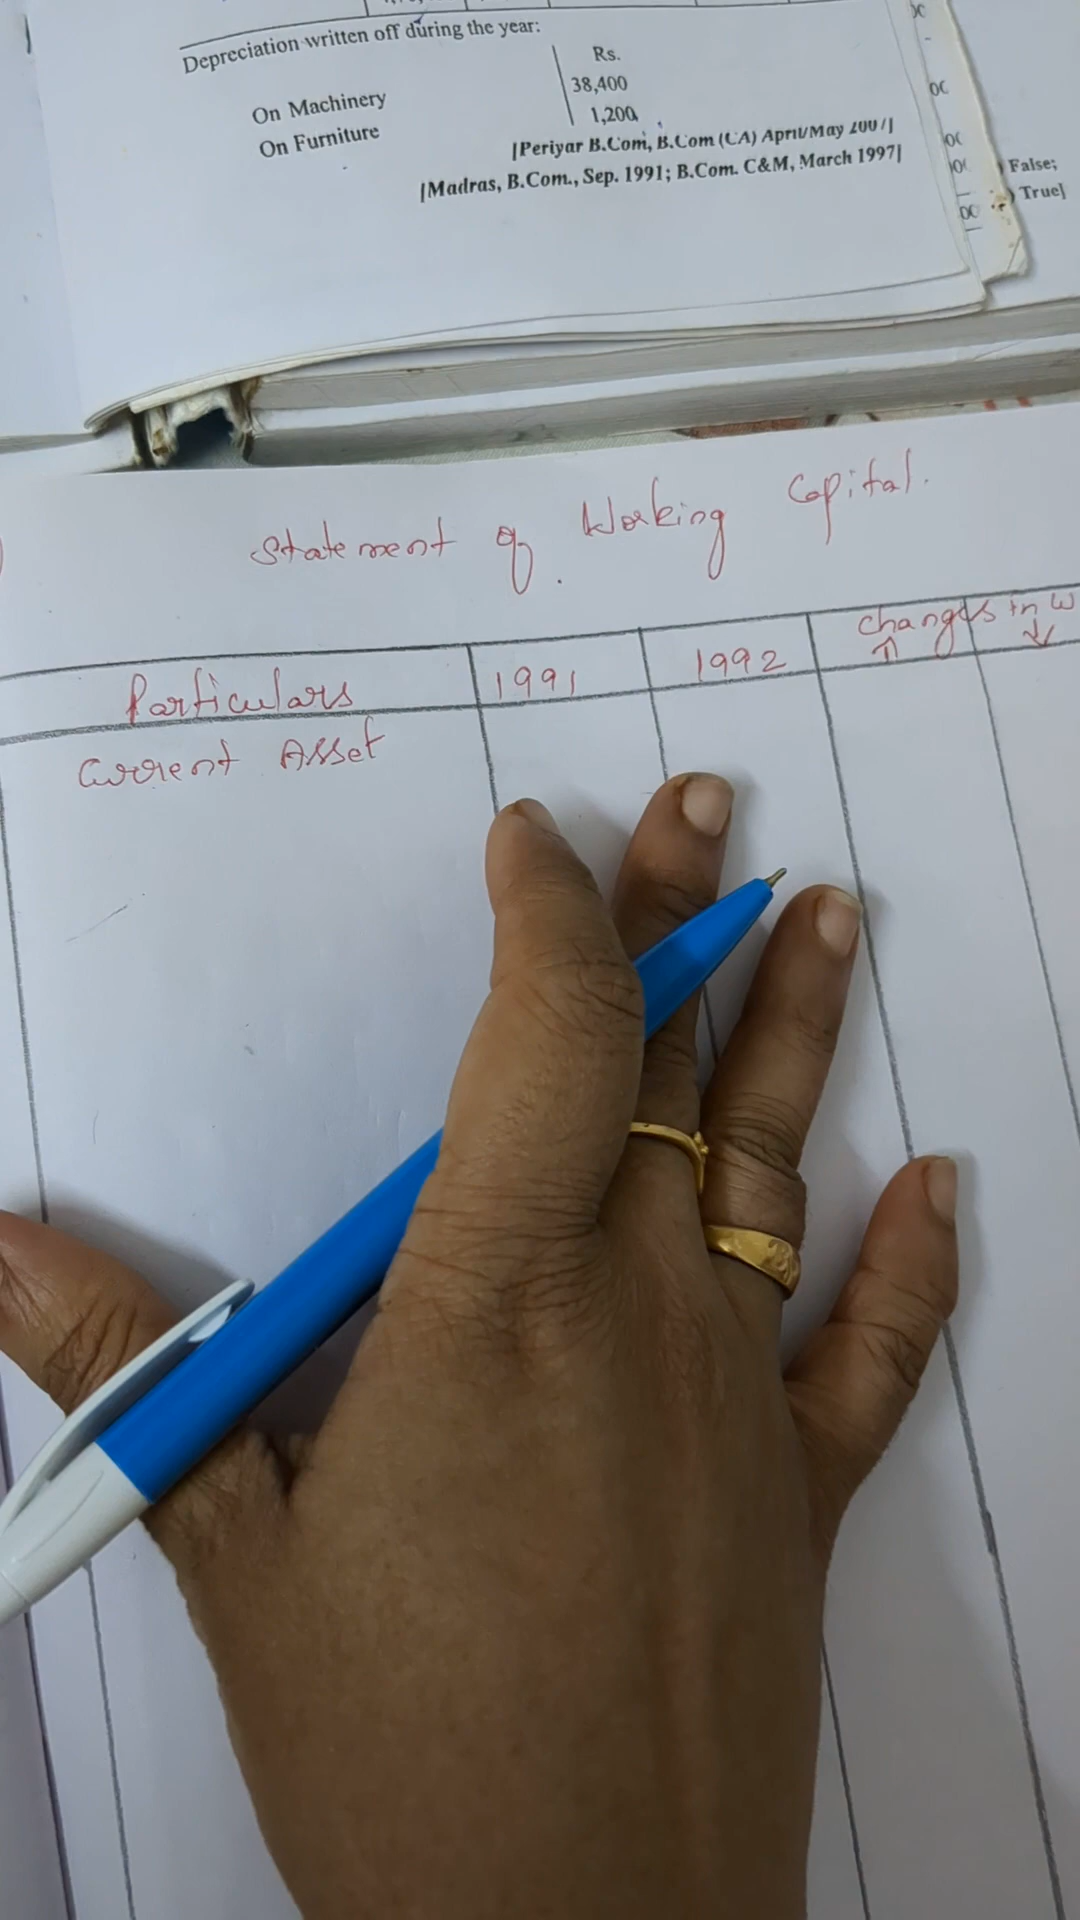 Depreciation written off during the year:
Rs.
On Machinery 38,400
On Furniture 1,200
[Periyar B.Com, B.Com (CA) April/May 2007]
[Madras, B.Com., Sep. 1991; B.Com. C&M, March 1997]
False;
True]
Statement of Working Capital.
Particulars 1991 1992 Changes in W
↑ ↓
Current Asset